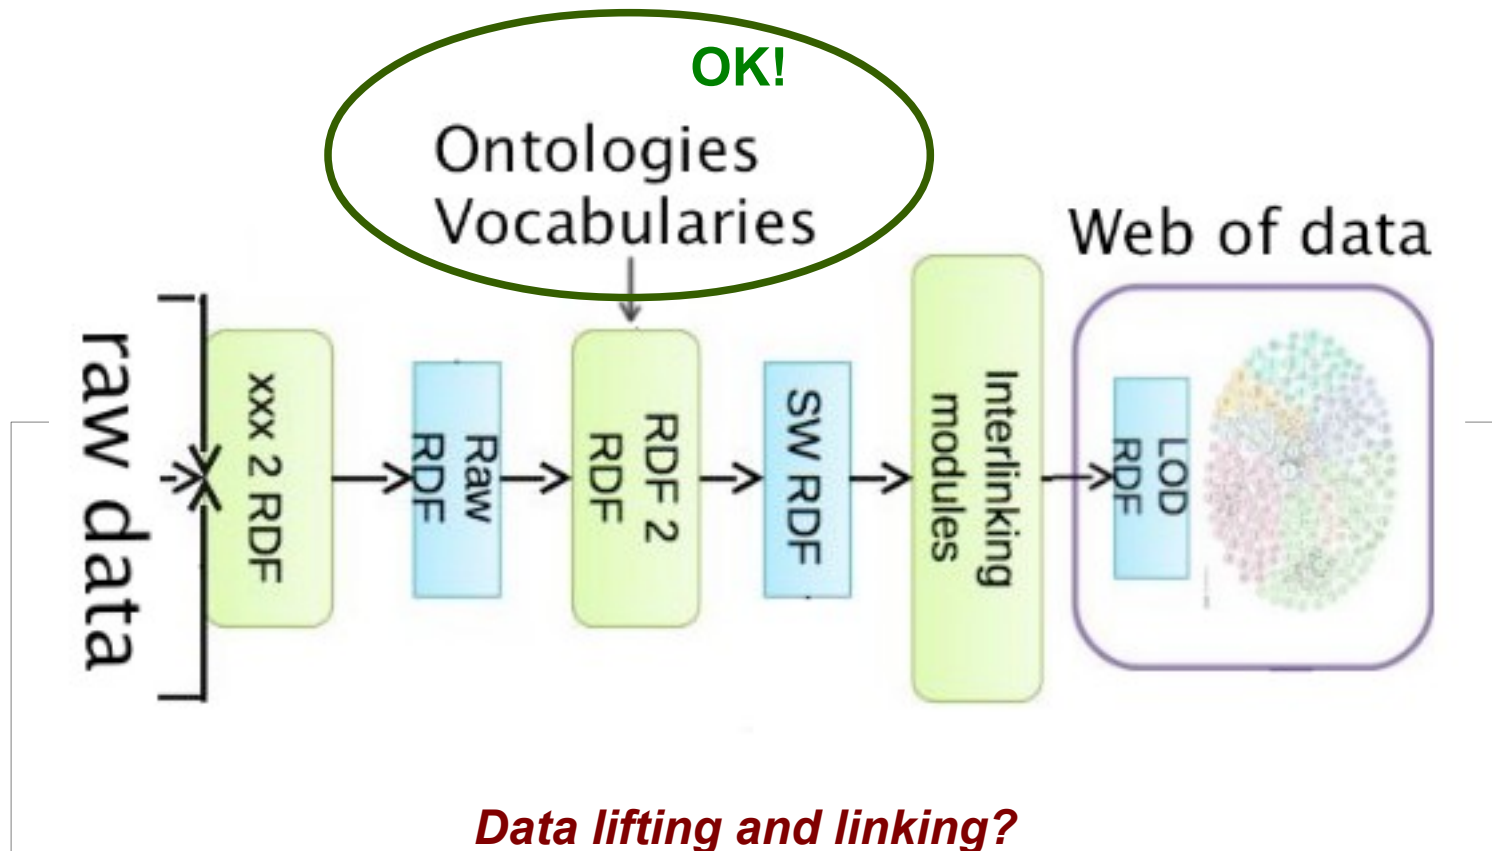 OK!
Ontologies
Vocabularies
Web of data
raw data
xxx 2 RDF
Raw
RDF
RDF 2
RDF
SW RDF
Interlinking
modules
LOD
RDF
Data lifting and linking?